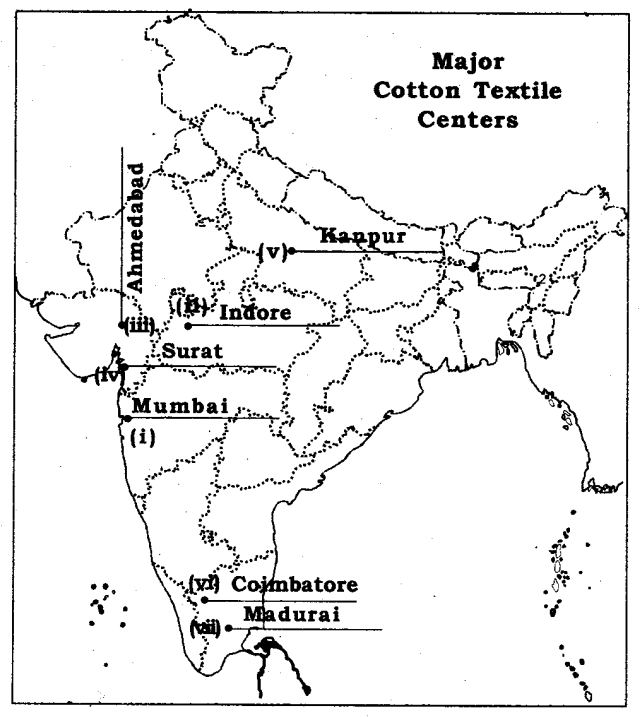 Major
Cotton Textile
Centers
Ahmedabad
(v) Kanpur
(ii) Indore
(iii)
Surat
(iv)
Mumbai
(i)
(vi) Coimbatore
(vii) Madurai